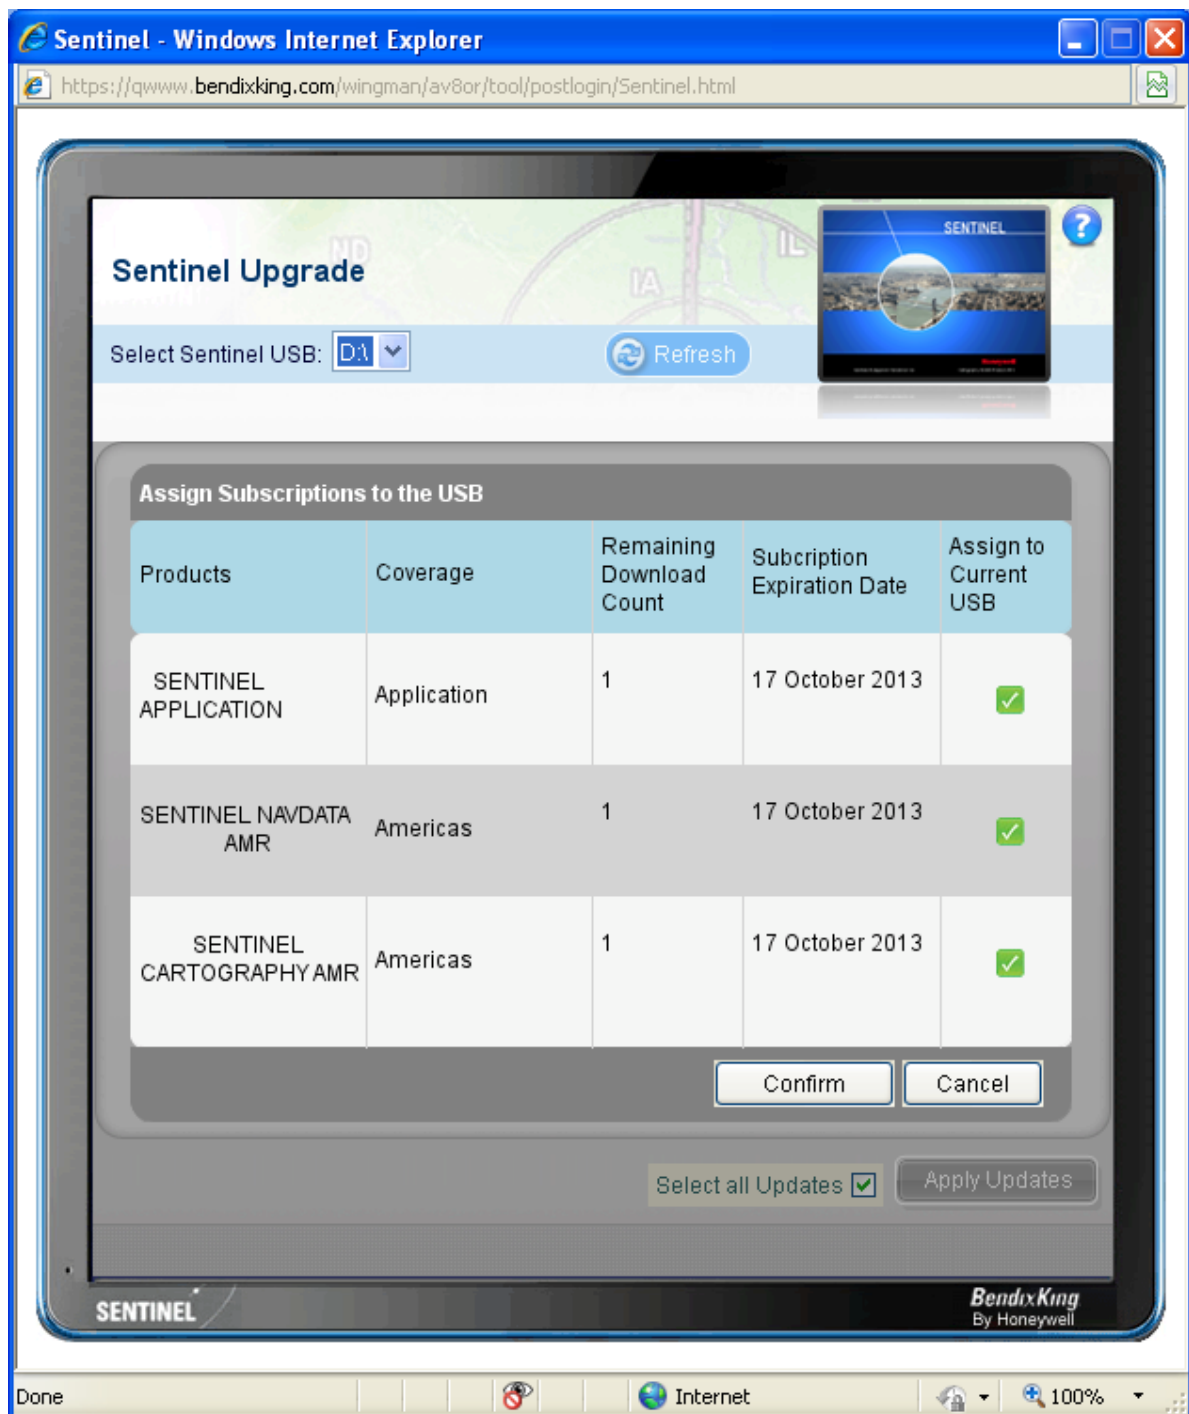 Sentinel - Windows Internet Explorer
https://qwww.bendixking.com/wingman/av8or/tool/postlogin/Sentinel.html
ND
IA
IL
SENTINEL
?
Sentinel Upgrade
Select Sentinel USB: D:\
Refresh
Assign Subscriptions to the USB
Products
Coverage
Remaining
Download
Count
Subcription
Expiration Date
Assign to
Current
USB
SENTINEL
APPLICATION
Application
1
17 October 2013
SENTINEL NAVDATA
AMR
Americas
1
17 October 2013
SENTINEL
CARTOGRAPHY AMR
Americas
1
17 October 2013
Confirm
Cancel
Select all Updates
Apply Updates
SENTINEL
BendixKing
By Honeywell
Done
Internet
100%